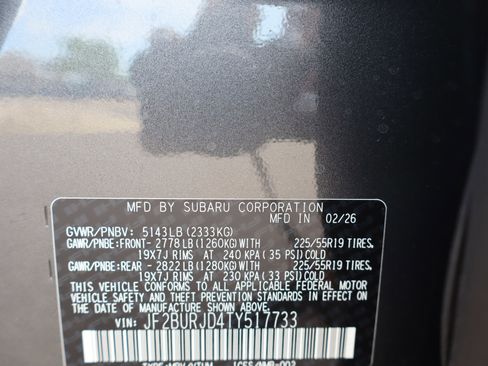 MFD BY SUBARU CORPORATION
MFD IN 02/26
GVWR/PNBV: 5143LB(2333KG)
GAWR/PNBE:FRONT- 2778LB(1260KG)WITH 225/55R19 TIRES,
19X7J RIMS AT 240 KPA(35 PSI)COLD
GAWR/PNBE:REAR - 2822LB(1280KG)WITH 225/55R19 TIRES,
19X7J RIMS AT 230 KPA(33 PSI)COLD
THIS VEHICLE CONFORMS TO ALL APPLICABLE FEDERAL MOTOR
VEHICLE SAFETY, BUMPER, AND
THEFT PREVENTION STANDARDS IN EFFECT ON
THE DATE OF MANUFACTURE SHOWN ABOVE.
VIN: JF2BURJD4TY517733